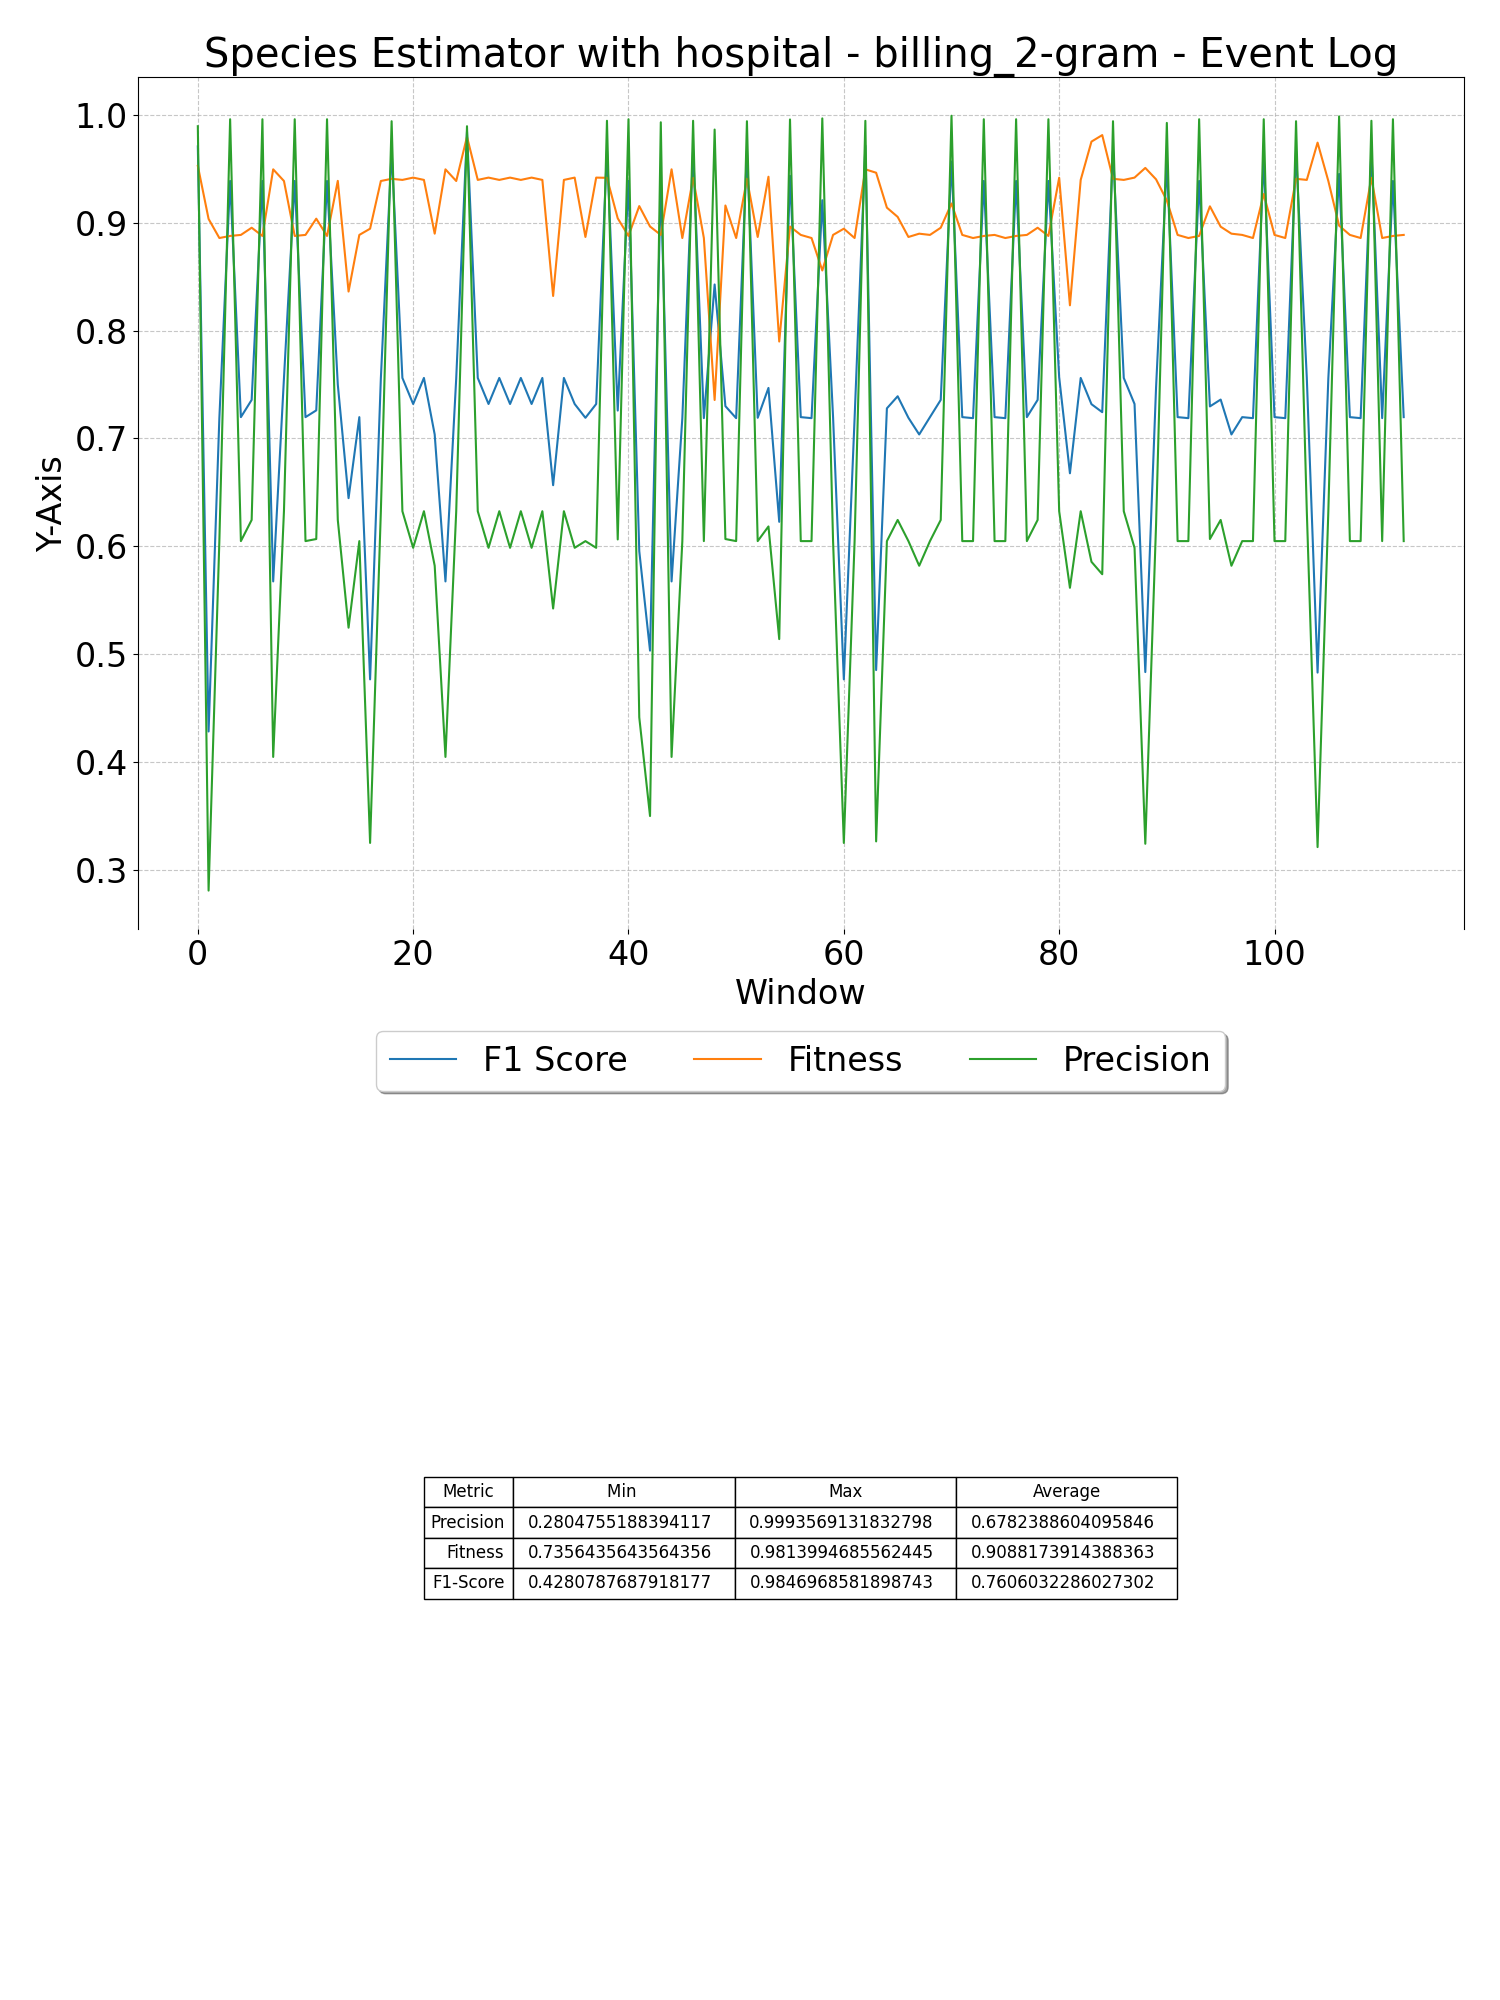 Species Estimator with hospital - billing_2-gram - Event Log
1.0
0.9
0.8
0.7
0.6
0.5
0.4
0.3
Y-Axis
0 20 40 60 80 100
Window
F1 Score Fitness Precision
Metric Min Max Average
Precision 0.2804755188394117 0.9993569131832798 0.6782388604095846
Fitness 0.7356435643564356 0.9813994685562445 0.9088173914388363
F1-Score 0.4280787687918177 0.9846968581898743 0.7606032286027302